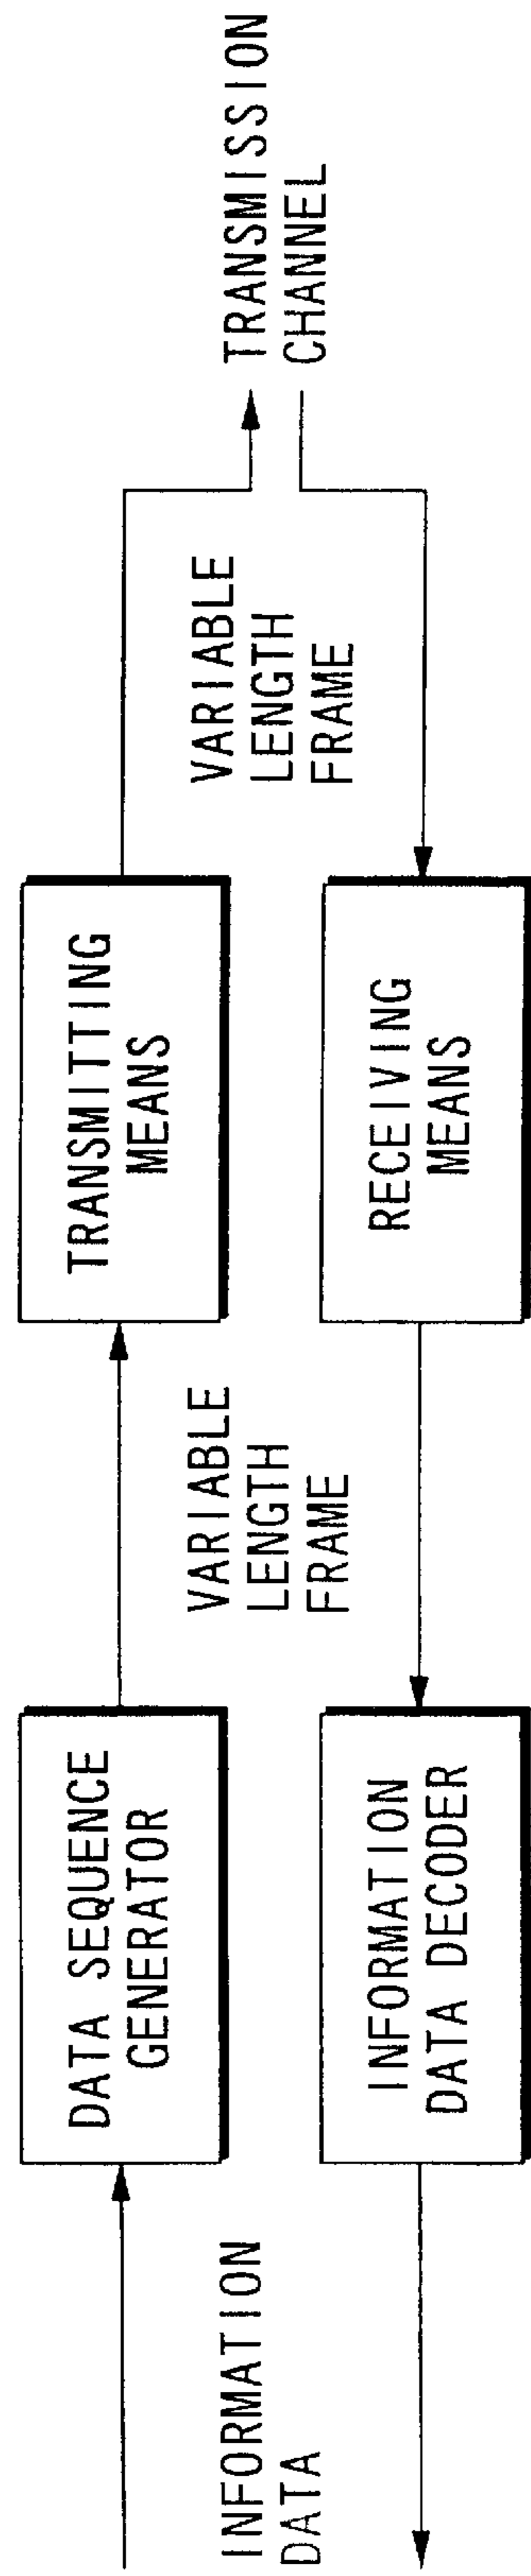 INFORMATION
DATA
DATA SEQUENCE
GENERATOR
VARIABLE
LENGTH
FRAME
TRANSMITTING
MEANS
VARIABLE
LENGTH
FRAME
TRANSMISSION
CHANNEL
INFORMATION
DATA DECODER
RECEIVING
MEANS